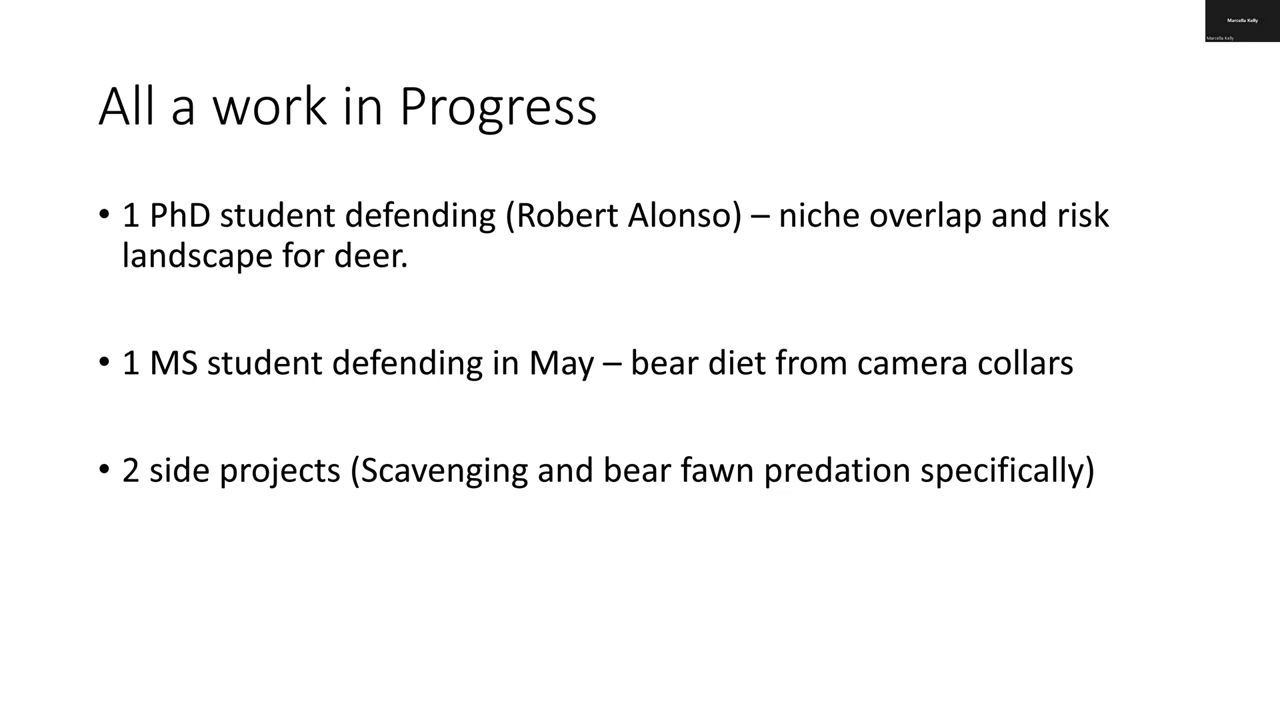 Marcella Kelly
Marcella Kelly
All a work in Progress
• 1 PhD student defending (Robert Alonso) – niche overlap and risk
landscape for deer.
• 1 MS student defending in May – bear diet from camera collars
• 2 side projects (Scavenging and bear fawn predation specifically)